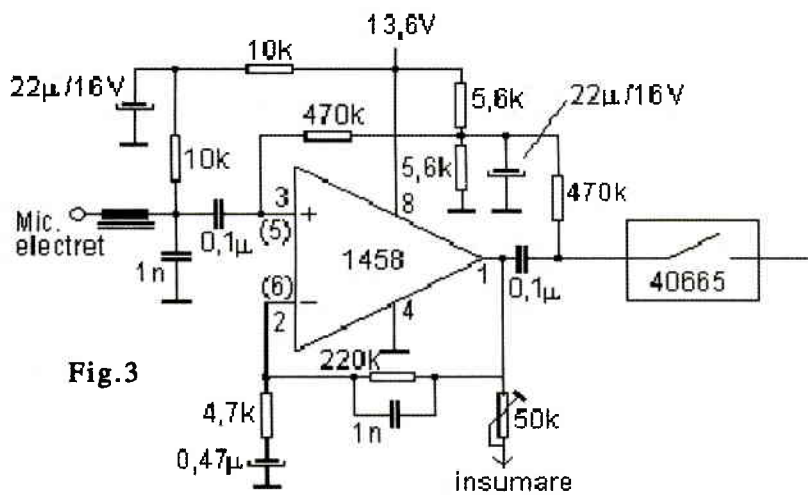 13,6V
10k
22µ/16V
5,6k
22µ/16V
470k
10k
5,6k
470k
3
8
+
Mic.
electret
0,1µ
(5)
1458
1
1n
(6)
0,1µ
40665
−
4
2
Fig.3
220k
4,7k
1n
50k
0,47µ
insumare